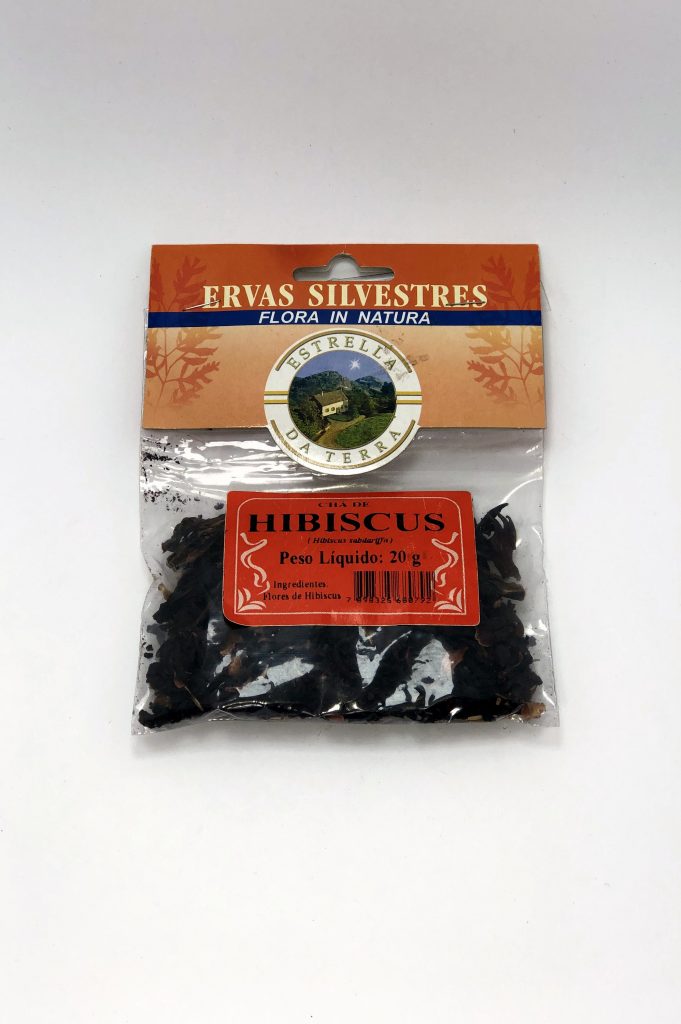 ERVAS SILVESTRES
FLORA IN NATURA
ESTRELLA
DA TERRA
CHÁ DE
HIBISCUS
( Hibiscus sabdariffa )
Peso Líquido: 20 g
Ingredientes:
Flores de Hibiscus